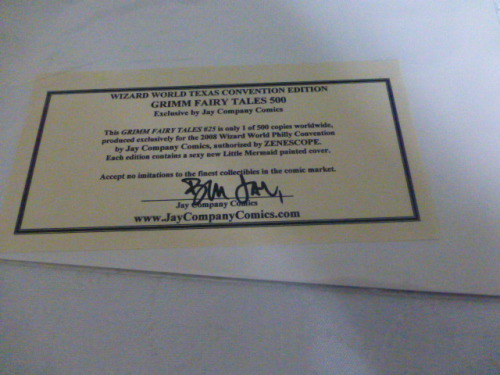 WIZARD WORLD TEXAS CONVENTION EDITION
GRIMM FAIRY TALES 500
Exclusive by Jay Company Comics
This GRIMM FAIRY TALES #25 is only 1 of 500 copies worldwide,
produced exclusively for the 2008 Wizard World Philly Convention
by Jay Company Comics, authorized by ZENESCOPE.
Each edition contains a sexy new Little Mermaid painted cover.
Accept no imitations to the finest collectibles in the comic market.
Jay Company Comics
www.JayCompanyComics.com